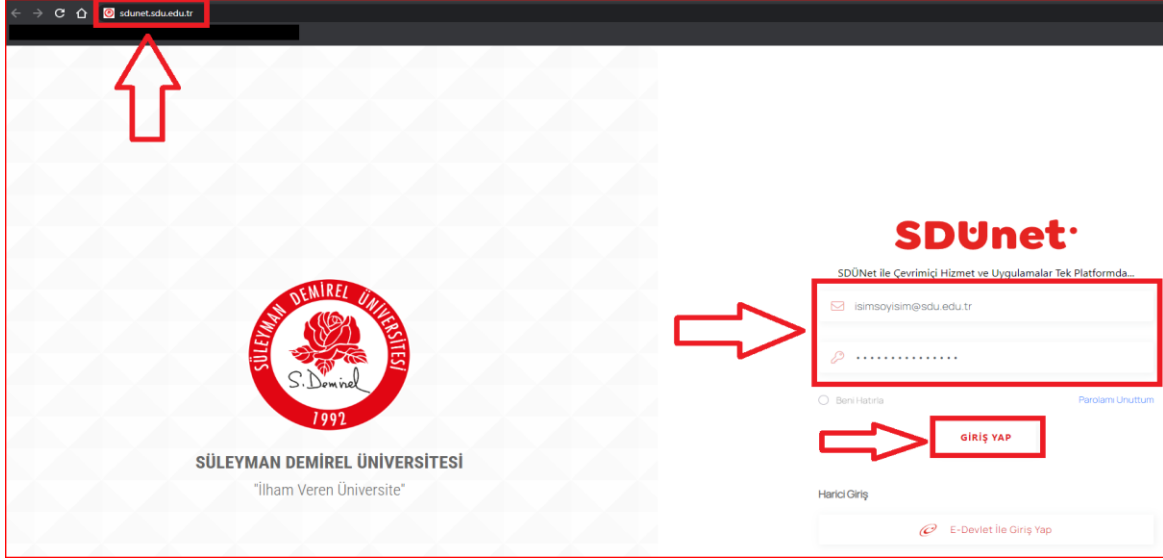 sdunet.sdu.edu.tr
SÜLEYMAN DEMİREL ÜNİVERSİTESİ
S. Demirel
1992
SÜLEYMAN DEMİREL ÜNİVERSİTESİ
"İlham Veren Üniversite"
SDÜnet
SDÜNet ile Çevrimiçi Hizmet ve Uygulamalar Tek Platformda...
isimsoyisim@sdu.edu.tr
Beni Hatırla
Parolamı Unuttum
GİRİŞ YAP
Harici Giriş
E-Devlet İle Giriş Yap